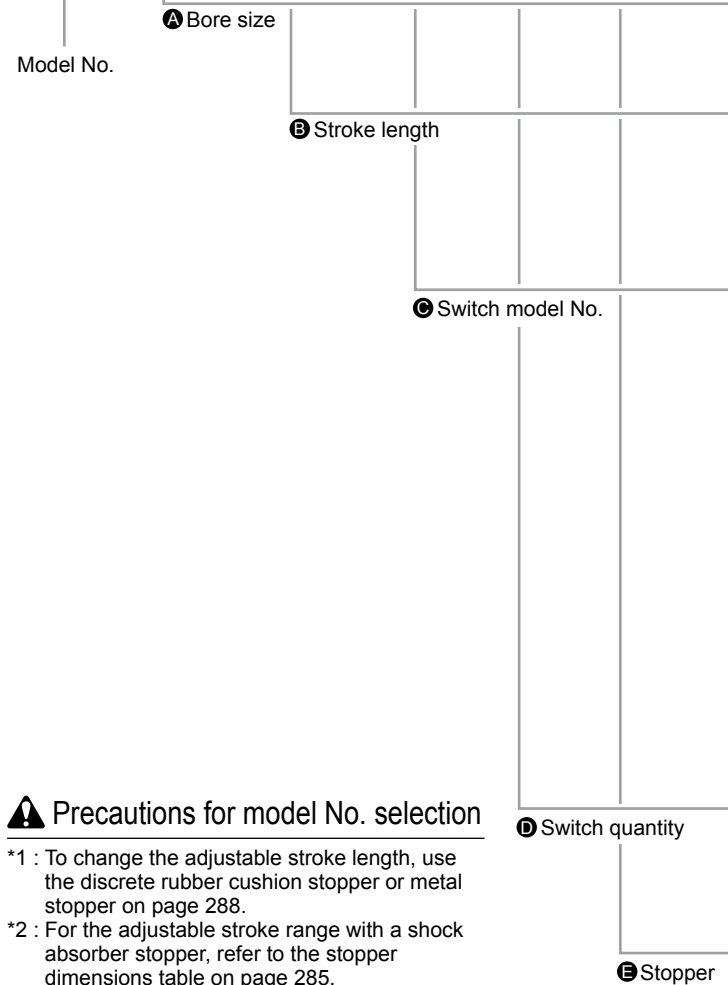 A Bore size
Model No.
B Stroke length
C Switch model No.
D Switch quantity
E Stopper
Precautions for model No. selection
*1 : To change the adjustable stroke length, use
the discrete rubber cushion stopper or metal
stopper on page 288.
*2 : For the adjustable stroke range with a shock
absorber stopper, refer to the stopper
dimensions table on page 285.